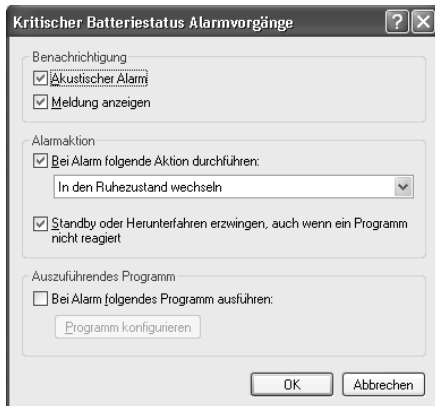 Kritischer Batteriestatus Alarmvorgänge
Benachrichtigung
Akustischer Alarm
Meldung anzeigen
Alarmaktion
Bei Alarm folgende Aktion durchführen:
In den Ruhezustand wechseln
Standby oder Herunterfahren erzwingen, auch wenn ein Programm
nicht reagiert
Auszuführendes Programm
Bei Alarm folgendes Programm ausführen:
Programm konfigurieren
OK Abbrechen